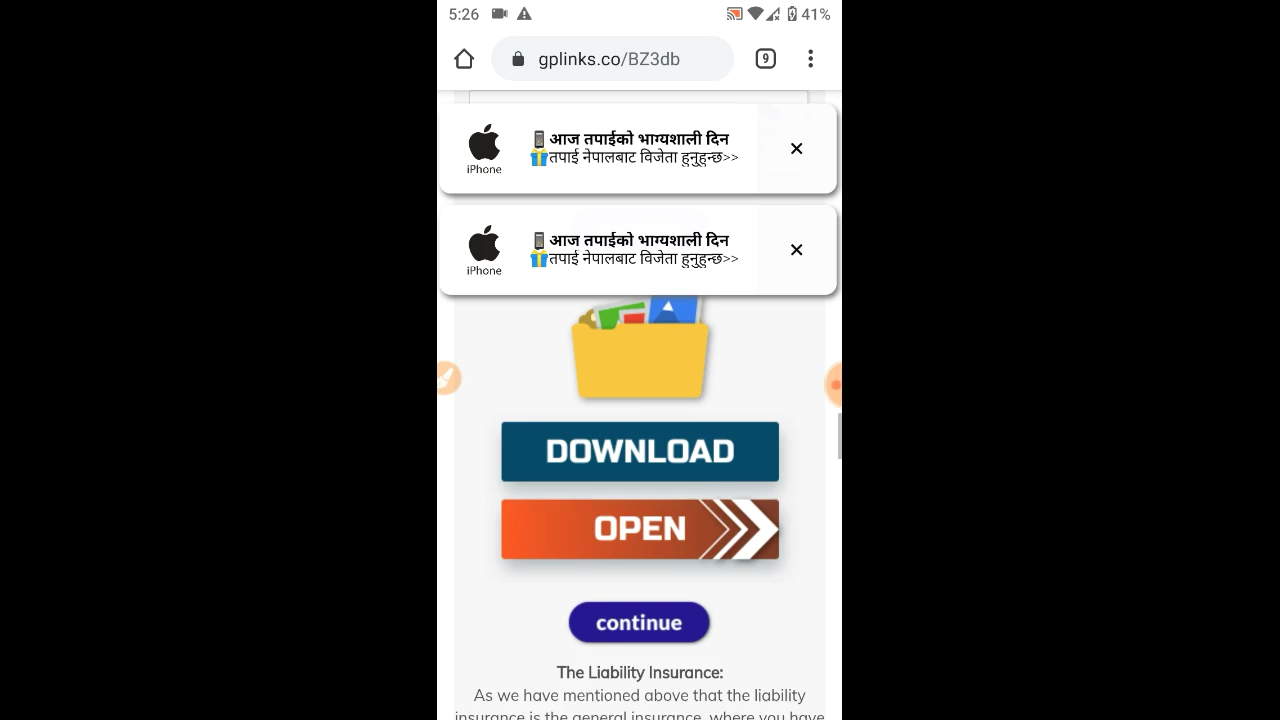 5:26
41%
gplinks.co/BZ3db
9
iPhone
आज तपाईको भाग्यशाली दिन
तपाई नेपालबाट विजेता हुनुहुन्छ>>
iPhone
आज तपाईको भाग्यशाली दिन
तपाई नेपालबाट विजेता हुनुहुन्छ>>
DOWNLOAD
OPEN
continue
The Liability Insurance:
As we have mentioned above that the liability
insurance is the general insurance, where you have